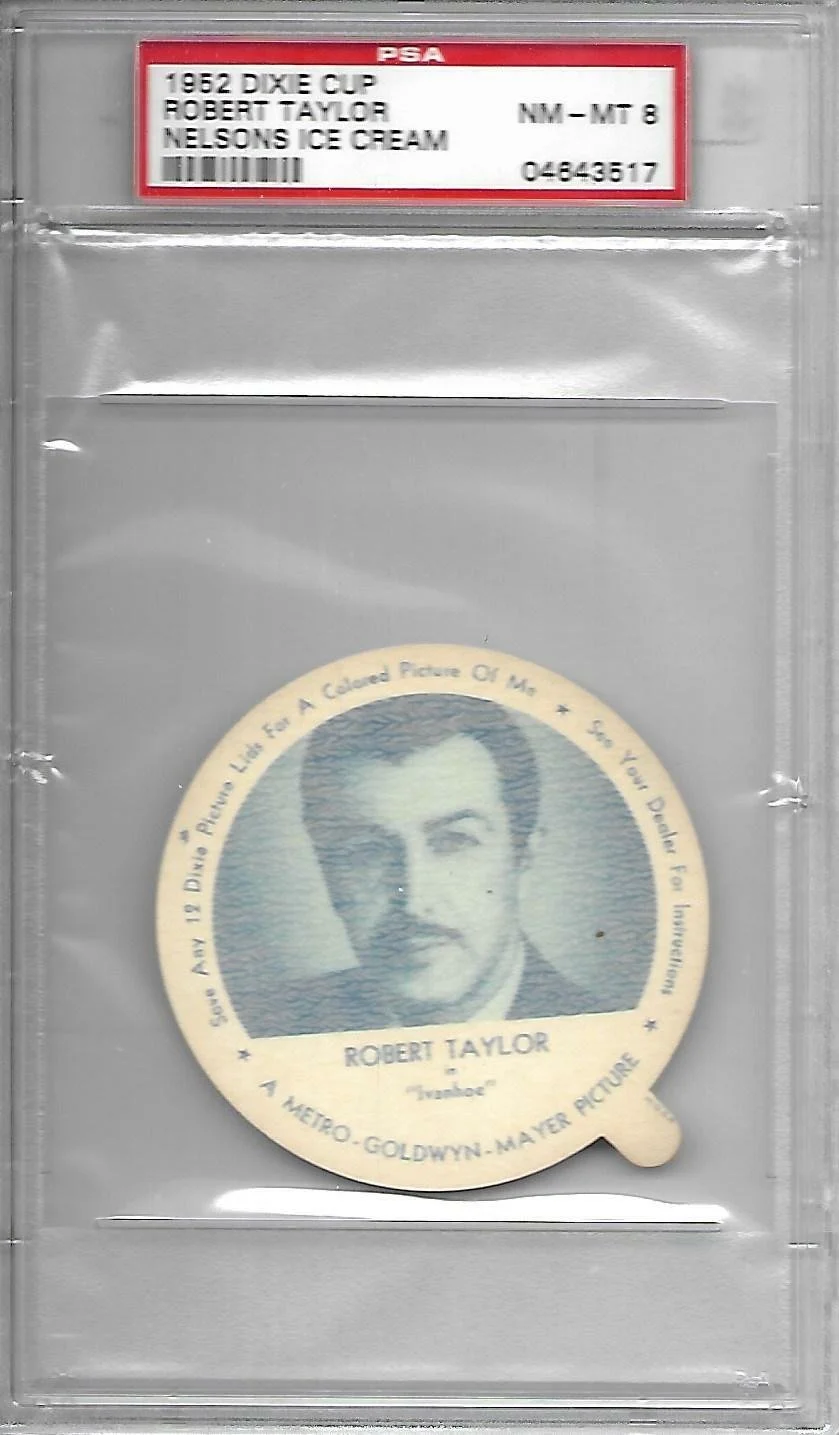 PSA
1952 DIXIE CUP
ROBERT TAYLOR NM-MT 8
NELSONS ICE CREAM
04643517
Save Any 12 Dixie Picture Lids For A Colored Picture Of Me ★ See Your Dealer For Instructions
ROBERT TAYLOR
in
"Ivanhoe"
★ A METRO-GOLDWYN-MAYER PICTURE ★
PSA